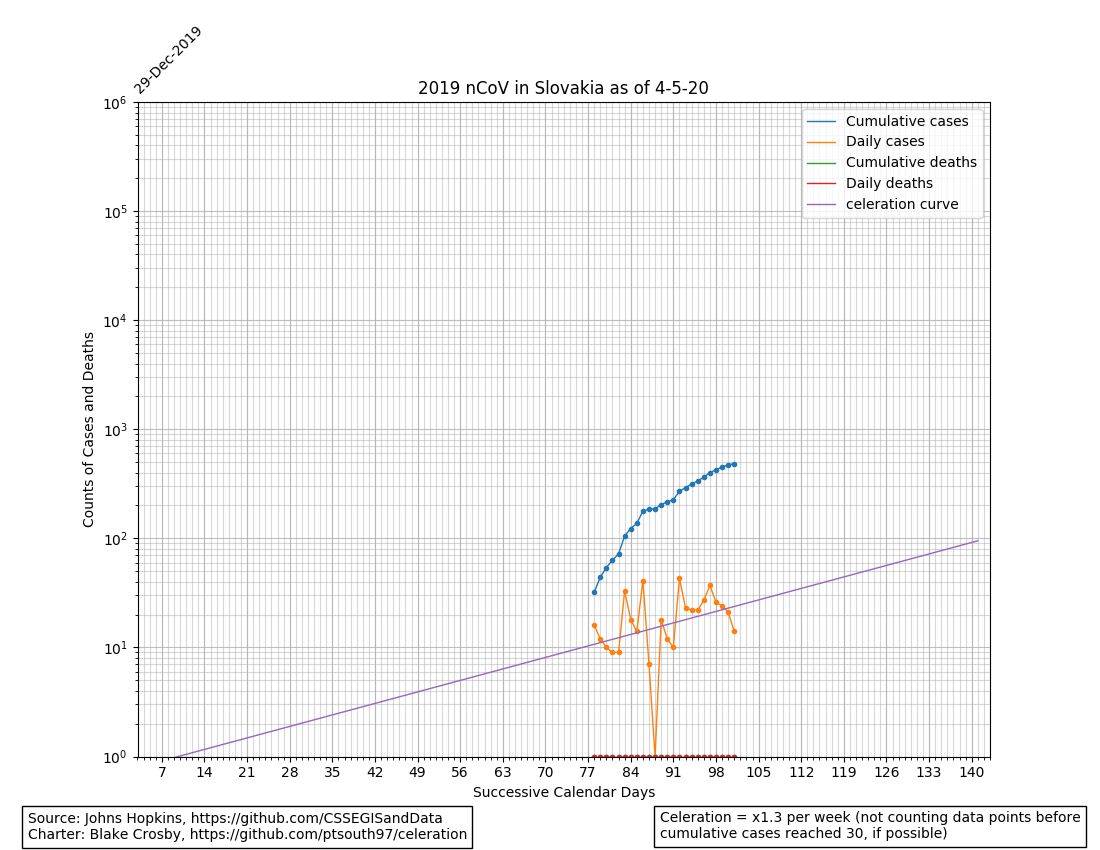 29-Dec-2019
2019 nCoV in Slovakia as of 4-5-20
Cumulative cases
Daily cases
Cumulative deaths
Daily deaths
celeration curve
10^6
10^5
10^4
10^3
10^2
10^1
10^0
Counts of Cases and Deaths
7 14 21 28 35 42 49 56 63 70 77 84 91 98 105 112 119 126 133 140
Successive Calendar Days
Source: Johns Hopkins, https://github.com/CSSEGISandData
Charter: Blake Crosby, https://github.com/ptsouth97/celeration
Celeration = x1.3 per week (not counting data points before
cumulative cases reached 30, if possible)